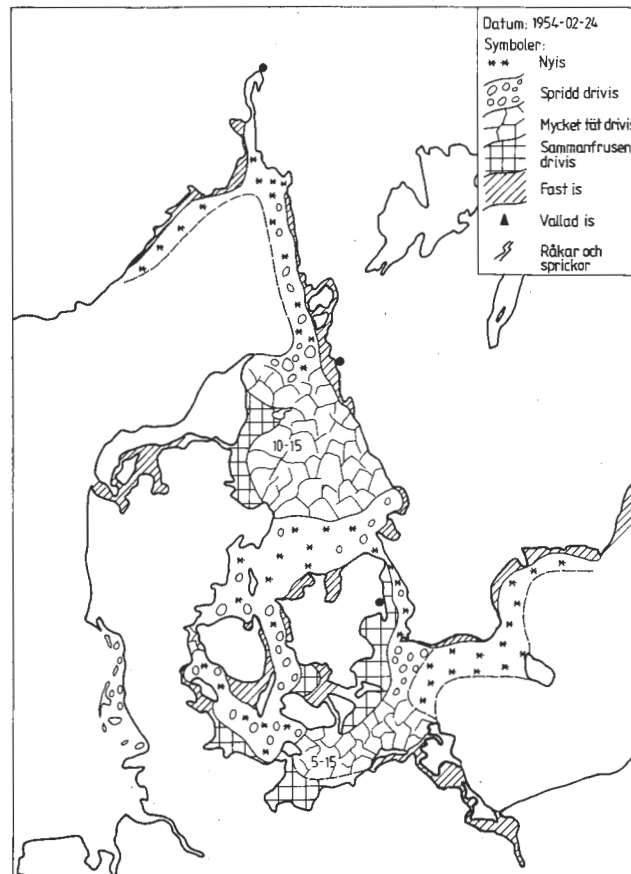 Datum: 1954-02-24
Symboler:
Nyis
Spridd drivis
Mycket tät drivis
Sammanfrusen
drivis
Fast is
Vallad is
Råkar och
sprickor
10-15
5-15